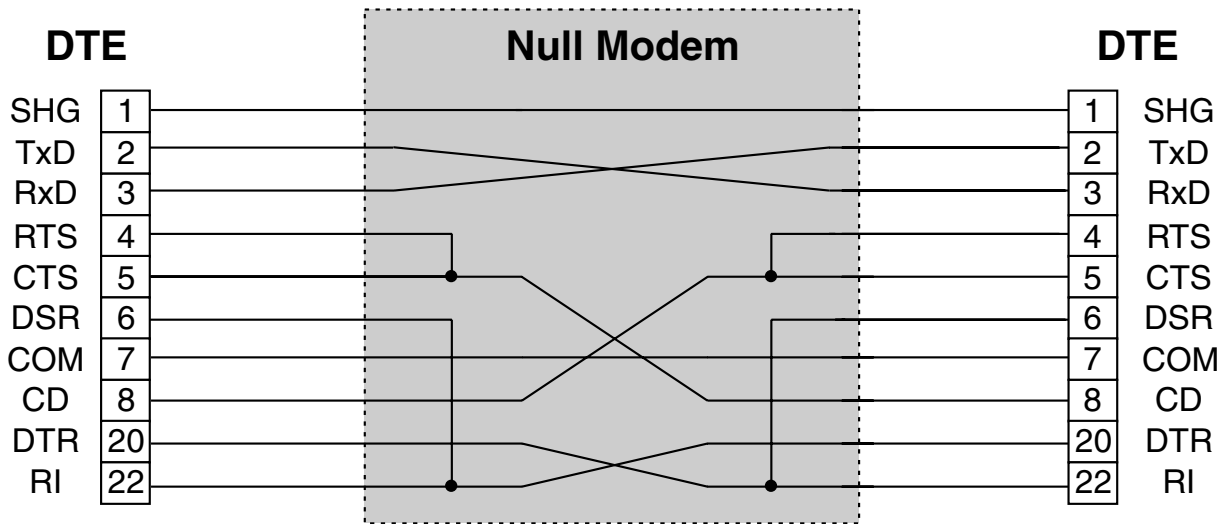 DTE Null Modem DTE
SHG 1 1 SHG
TxD 2 2 TxD
RxD 3 3 RxD
RTS 4 4 RTS
CTS 5 5 CTS
DSR 6 6 DSR
COM 7 7 COM
CD 8 8 CD
DTR 20 20 DTR
RI 22 22 RI